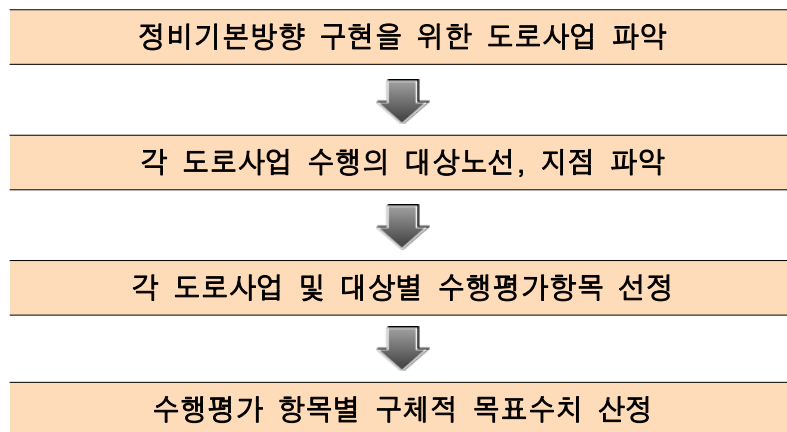 정비기본방향 구현을 위한 도로사업 파악
각 도로사업 수행의 대상노선, 지점 파악
각 도로사업 및 대상별 수행평가항목 선정
수행평가 항목별 구체적 목표수치 산정